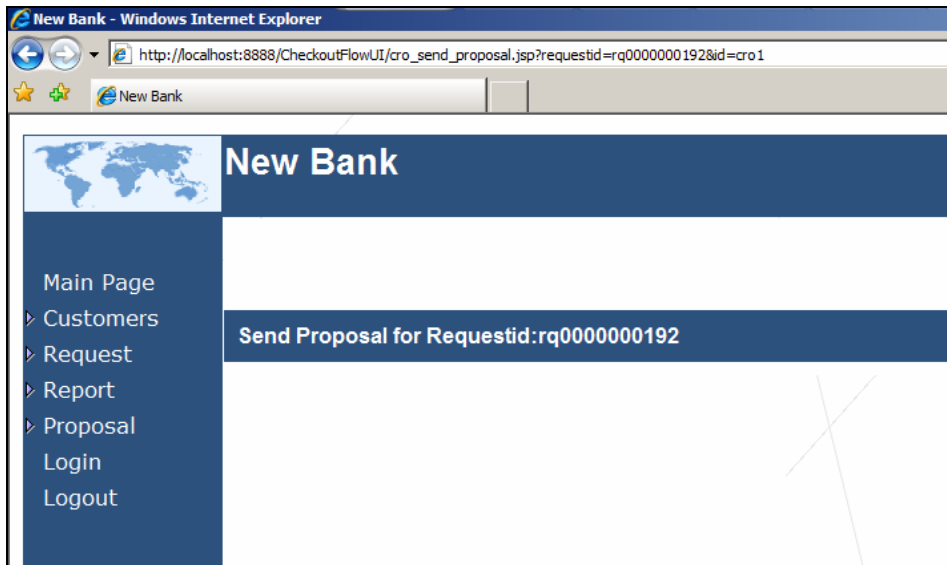 New Bank - Windows Internet Explorer
http://localhost:8888/CheckoutFlowUI/cro_send_proposal.jsp?requestid=rq0000000192&id=cro1
New Bank
New Bank
Main Page
Customers
Send Proposal for Requestid:rq0000000192
Request
Report
Proposal
Login
Logout